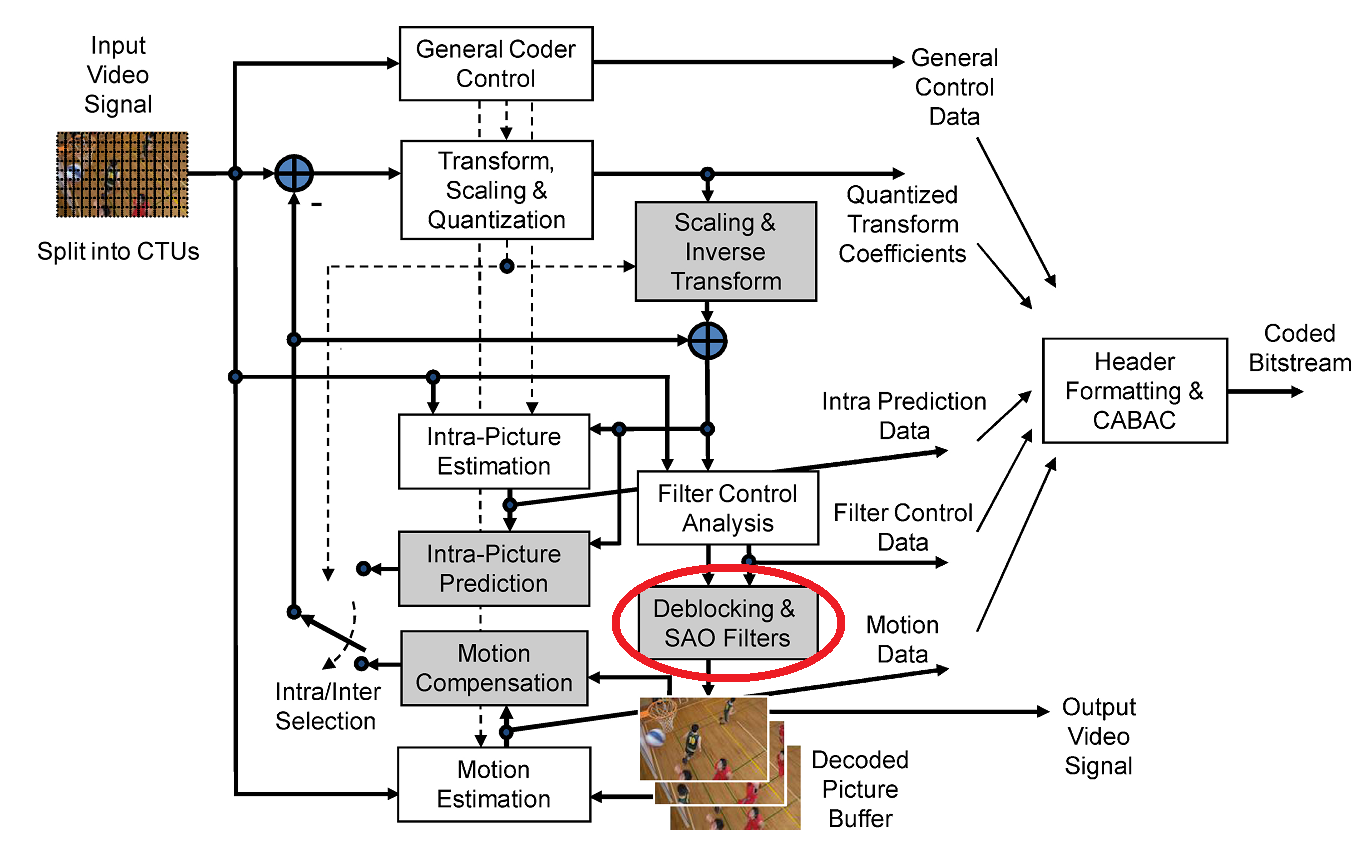 Input
Video
Signal
Split into CTUs
General Coder
Control
Transform,
Scaling &
Quantization
Scaling &
Inverse
Transform
General
Control
Data
Quantized
Transform
Coefficients
-
Intra-Picture
Estimation
Intra-Picture
Prediction
Motion
Compensation
Motion
Estimation
Intra/Inter
Selection
Filter Control
Analysis
Deblocking &
SAO Filters
Intra Prediction
Data
Filter Control
Data
Motion
Data
Header
Formatting &
CABAC
Coded
Bitstream
Output
Video
Signal
Decoded
Picture
Buffer